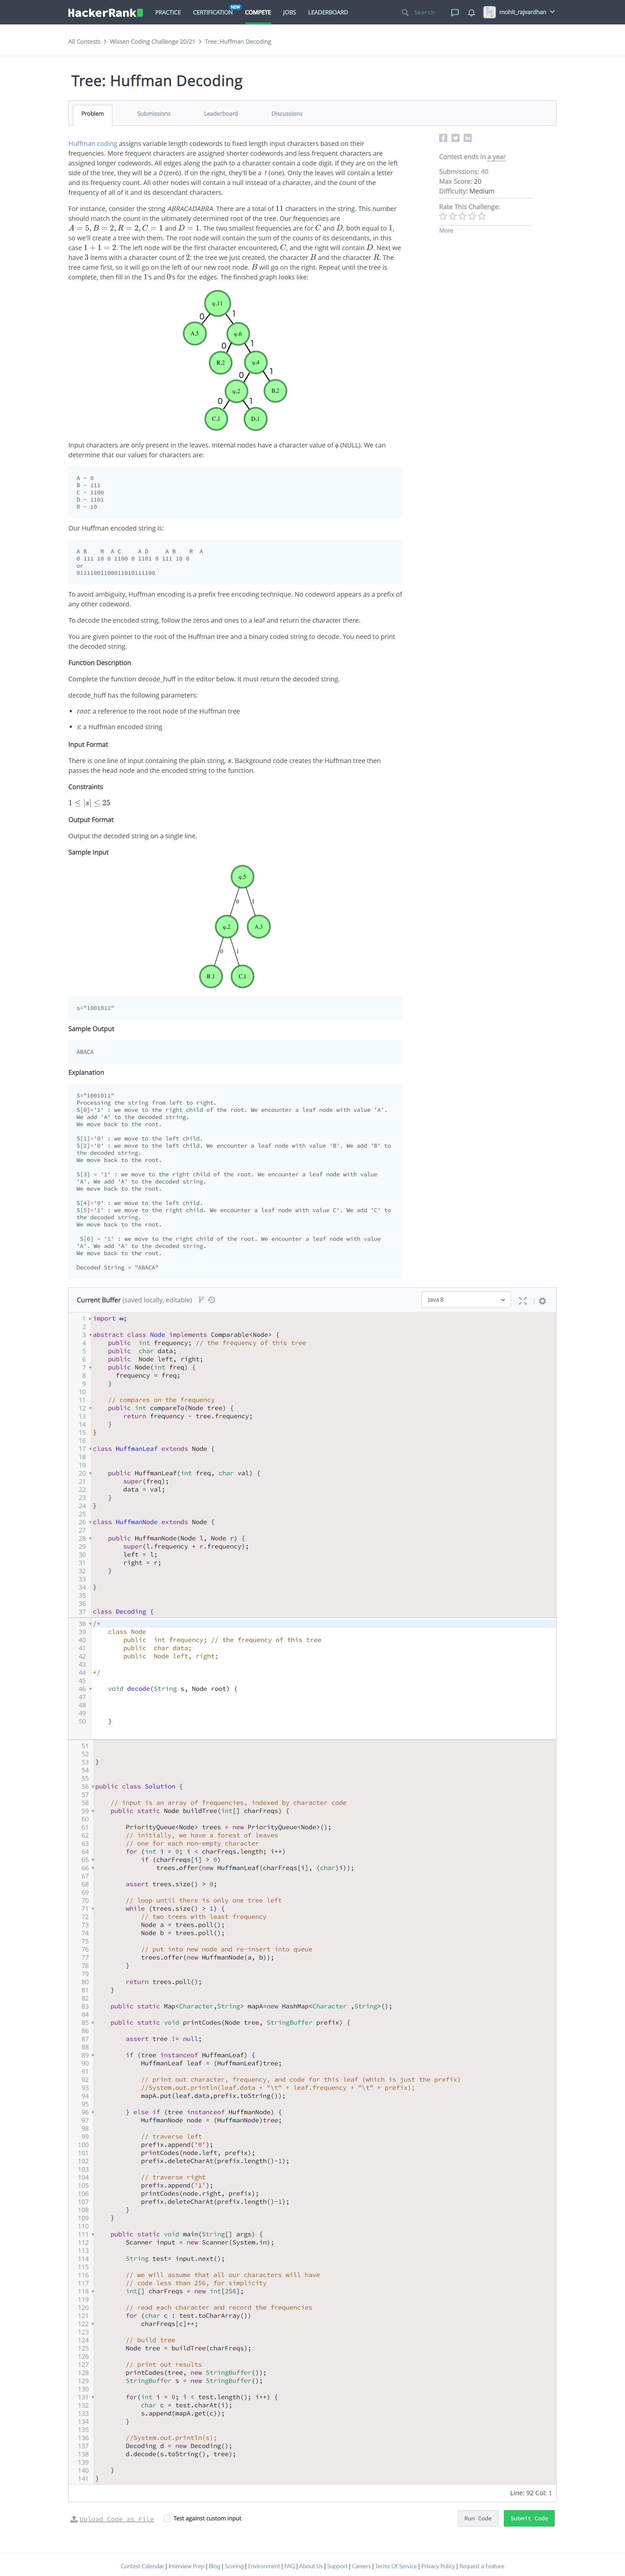 HackerRank
PRACTICE
CERTIFICATION
NEW
COMPETE
JOBS
LEADERBOARD
Search
mohit_rajvardhan
All Contests > Wissen Coding Challenge 20/21 > Tree: Huffman Decoding
Tree: Huffman Decoding
Problem
Submissions
Leaderboard
Discussions
Huffman coding assigns variable length codewords to fixed length input characters based on their
frequencies. More frequent characters are assigned shorter codewords and less frequent characters are
assigned longer codewords. All edges along the path to a character contain a code digit. If they are on the left
side of the tree, they will be a 0 (zero). If on the right, they'll be a 1 (one). Only the leaves will contain a letter
and its frequency count. All other nodes will contain a null instead of a character, and the count of the
frequency of all of it and its descendant characters.
For instance, consider the string ABRACADABRA. There are a total of 11 characters in the string. This number
should match the count in the ultimately determined root of the tree. Our frequencies are
A = 5, B = 2, R = 2, C = 1 and D = 1. The two smallest frequencies are for C and D, both equal to 1,
so we'll create a tree with them. The root node will contain the sum of the counts of its descendants, in this
case 1 + 1 = 2. The left node will be the first character encountered, C, and the right will contain D. Next we
have 3 items with a character count of 2: the tree we just created, the character B and the character R. The
tree came first, so it will go on the left of our new root node. B will go on the right. Repeat until the tree is
complete, then fill in the 1's and 0's for the edges. The finished graph looks like:
φ,11
0 1
A,5 φ,6
0 1
R,2 φ,4
0 1
φ,2 B,2
0 1
C,1 D,1
Input characters are only present in the leaves. Internal nodes have a character value of ϕ (NULL). We can
determine that our values for characters are:
A - 0
B - 111
C - 1100
D - 1101
R - 10
Our Huffman encoded string is:
A B    R  A C     A D     A B    R  A
0 111 10 0 1100 0 1101 0 111 10 0
or
01111001100011010111100
To avoid ambiguity, Huffman encoding is a prefix free encoding technique. No codeword appears as a prefix of
any other codeword.
To decode the encoded string, follow the zeros and ones to a leaf and return the character there.
You are given pointer to the root of the Huffman tree and a binary coded string to decode. You need to print
the decoded string.
Function Description
Complete the function decode_huff in the editor below. It must return the decoded string.
decode_huff has the following parameters:
• root: a reference to the root node of the Huffman tree
• s: a Huffman encoded string
Input Format
There is one line of input containing the plain string, s. Background code creates the Huffman tree then
passes the head node and the encoded string to the function.
Constraints
1 ≤ |s| ≤ 25
Output Format
Output the decoded string on a single line.
Sample Input
φ,5
0 1
φ,2 A,3
0 1
B,1 C,1
s="1001011"
Sample Output
ABACA
Explanation
S="1001011"
Processing the string from left to right.
S[0]='1' : we move to the right child of the root. We encounter a leaf node with value 'A'.
We add 'A' to the decoded string.
We move back to the root.
S[1]='0' : we move to the left child.
S[2]='0' : we move to the left child. We encounter a leaf node with value 'B'. We add 'B' to
the decoded string.
We move back to the root.
S[3] = '1' : we move to the right child of the root. We encounter a leaf node with value
'A'. We add 'A' to the decoded string.
We move back to the root.
S[4]='0' : we move to the left child.
S[5]='1' : we move to the right child. We encounter a leaf node with value C'. We add 'C' to
the decoded string.
We move back to the root.
S[6] = '1' : we move to the right child of the root. We encounter a leaf node with value
'A'. We add 'A' to the decoded string.
We move back to the root.
Decoded String = "ABACA"
Contest ends in a year
Submissions: 40
Max Score: 20
Difficulty: Medium
Rate This Challenge:
More
Current Buffer (saved locally, editable)
Java 8
1 import ;
2
3 abstract class Node implements Comparable<Node> {
4     public  int frequency; // the frequency of this tree
5     public  char data;
6     public  Node left, right;
7     public Node(int freq) {
8       frequency = freq;
9     }
10
11     // compares on the frequency
12     public int compareTo(Node tree) {
13         return frequency - tree.frequency;
14     }
15 }
16
17 class HuffmanLeaf extends Node {
18
19
20     public HuffmanLeaf(int freq, char val) {
21         super(freq);
22         data = val;
23     }
24 }
25
26 class HuffmanNode extends Node {
27
28     public HuffmanNode(Node l, Node r) {
29         super(l.frequency + r.frequency);
30         left = l;
31         right = r;
32     }
33
34 }
35
36
37 class Decoding {
38 /*
39     class Node
40         public  int frequency; // the frequency of this tree
41         public  char data;
42         public  Node left, right;
43
44 */
45
46     void decode(String s, Node root) {
47
48
49
50     }
51
52
53 }
54
55
56 public class Solution {
57
58     // input is an array of frequencies, indexed by character code
59     public static Node buildTree(int[] charFreqs) {
60
61         PriorityQueue<Node> trees = new PriorityQueue<Node>();
62         // initially, we have a forest of leaves
63         // one for each non-empty character
64         for (int i = 0; i < charFreqs.length; i++)
65             if (charFreqs[i] > 0)
66                 trees.offer(new HuffmanLeaf(charFreqs[i], (char)i));
67
68         assert trees.size() > 0;
69
70         // loop until there is only one tree left
71         while (trees.size() > 1) {
72             // two trees with least frequency
73             Node a = trees.poll();
74             Node b = trees.poll();
75
76             // put into new node and re-insert into queue
77             trees.offer(new HuffmanNode(a, b));
78         }
79
80         return trees.poll();
81     }
82
83     public static Map<Character,String> mapA=new HashMap<Character ,String>();
84
85     public static void printCodes(Node tree, StringBuffer prefix) {
86
87         assert tree != null;
88
89         if (tree instanceof HuffmanLeaf) {
90             HuffmanLeaf leaf = (HuffmanLeaf)tree;
91
92             // print out character, frequency, and code for this leaf (which is just the prefix)
93             //System.out.println(leaf.data + "\t" + leaf.frequency + "\t" + prefix);
94             mapA.put(leaf.data,prefix.toString());
95
96         } else if (tree instanceof HuffmanNode) {
97             HuffmanNode node = (HuffmanNode)tree;
98
99             // traverse left
100             prefix.append('0');
101             printCodes(node.left, prefix);
102             prefix.deleteCharAt(prefix.length()-1);
103
104             // traverse right
105             prefix.append('1');
106             printCodes(node.right, prefix);
107             prefix.deleteCharAt(prefix.length()-1);
108         }
109     }
110
111     public static void main(String[] args) {
112         Scanner input = new Scanner(System.in);
113
114         String test= input.next();
115
116         // we will assume that all our characters will have
117         // code less than 256, for simplicity
118         int[] charFreqs = new int[256];
119
120         // read each character and record the frequencies
121         for (char c : test.toCharArray())
122             charFreqs[c]++;
123
124         // build tree
125         Node tree = buildTree(charFreqs);
126
127         // print out results
128         printCodes(tree, new StringBuffer());
129         StringBuffer s = new StringBuffer();
130
131         for(int i = 0; i < test.length(); i++) {
132             char c = test.charAt(i);
133             s.append(mapA.get(c));
134         }
135
136         //System.out.println(s);
137         Decoding d = new Decoding();
138         d.decode(s.toString(), tree);
139
140     }
141 }
Line: 92 Col: 1
Upload Code as File
Test against custom input
Run Code
Submit Code
Contest Calendar | Interview Prep | Blog | Scoring | Environment | FAQ | About Us | Support | Careers | Terms Of Service | Privacy Policy | Request a Feature